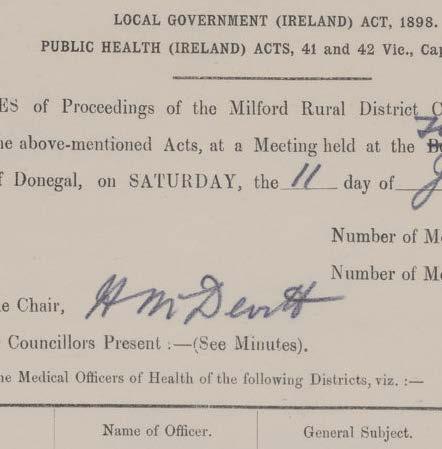 LOCAL GOVERNMENT (IRELAND) ACT, 1898.
PUBLIC HEALTH (IRELAND) ACTS, 41 and 42 Vic., Cap
ES of Proceedings of the Milford Rural District C
he above-mentioned Acts, at a Meeting held at the
f Donegal, on SATURDAY, the 11 day of
Number of Me
Number of Me
e Chair, H McDevitt
Councillors Present :—(See Minutes).
he Medical Officers of Health of the following Districts, viz. :—
Name of Officer. General Subject.